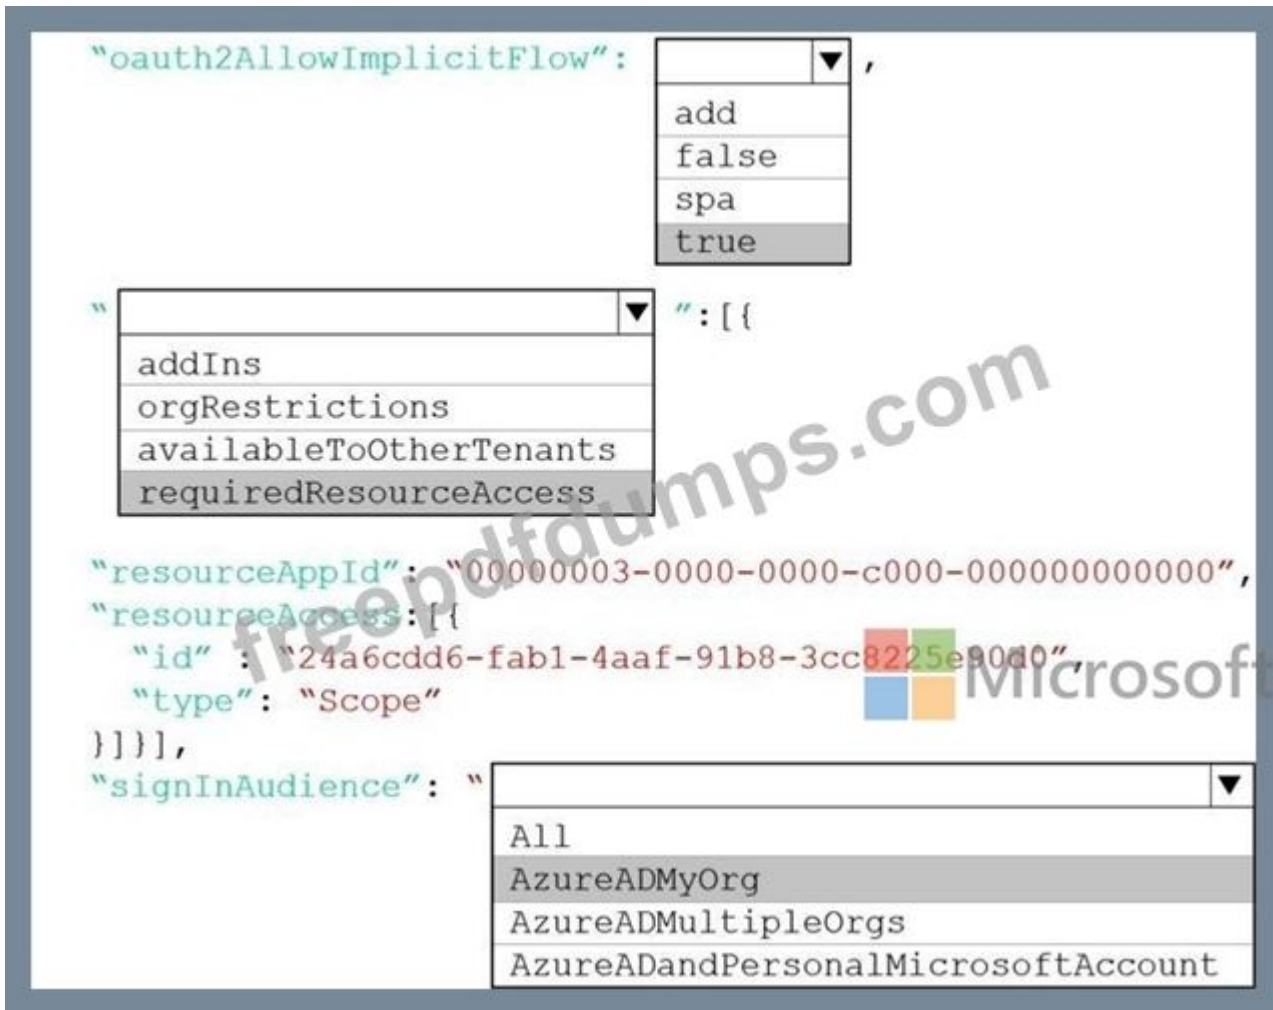 "oauth2AllowImplicitFlow": ▼ ,
add
false
spa
true
" ▼ ":[{
addIns
orgRestrictions
availableToOtherTenants
requiredResourceAccess
freepdfdumps.com
"resourceAppId": "00000003-0000-0000-c000-000000000000",
"resourceAccess:[{
"id" : "24a6cdd6-fab1-4aaf-91b8-3cc8225e90d0",
"type": "Scope"
Microsoft
}]}],
"signInAudience": " ▼
All
AzureADMyOrg
AzureADMultipleOrgs
AzureADandPersonalMicrosoftAccount